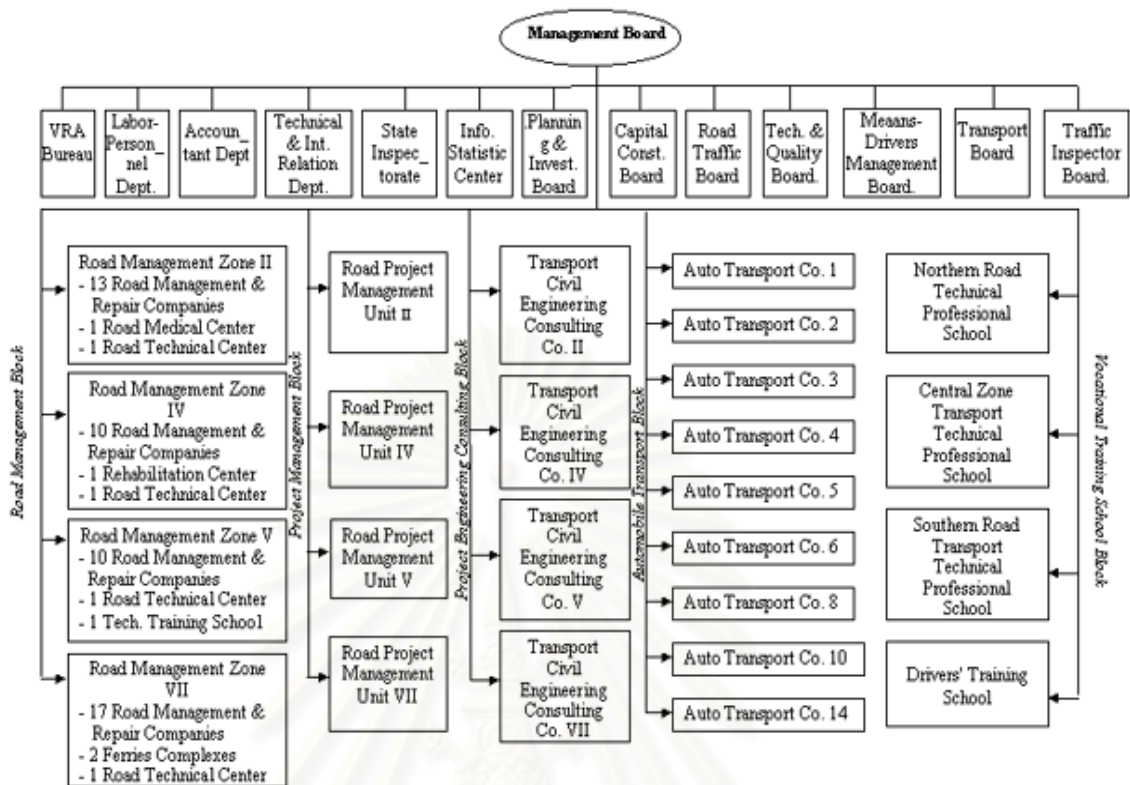 Management Board
VRA
Bureau
Labor-
Personn_
nel
Dept.
Accoun_
tant Dept
Technical
& Int.
Relation
Dept.
State
Inspec_
torate
Info.
Statistic
Center
.Plannin
g &
Invest.
Board
Capital
Const.
Board
Road
Traffic
Board
Tech. &
Quality
Board.
Meaans-
Drivers
Management
Board.
Transport
Board
Traffic
Inspector
Board.
Road Management Block
Road Management Zone II
- 13 Road Management &
Repair Companies
- 1 Road Medical Center
- 1 Road Technical Center
Road Management Zone
IV
- 10 Road Management &
Repair Companies
- 1 Rehabilitation Center
- 1 Road Technical Center
Road Management Zone V
- 10 Road Management &
Repair Companies
- 1 Road Technical Center
- 1 Tech. Training School
Road Management Zone
VII
- 17 Road Management &
Repair Companies
- 2 Ferries Complexes
- 1 Road Technical Center
Project Management Block
Road Project
Management
Unit II
Road Project
Management
Unit IV
Road Project
Management
Unit V
Road Project
Management
Unit VII
Project Engineering Consulting Block
Transport
Civil
Engineering
Consulting
Co. II
Transport
Civil
Engineering
Consulting
Co. IV
Transport
Civil
Engineering
Consulting
Co. V
Transport
Civil
Engineering
Consulting
Co. VII
Automobile Transport Block
Auto Transport Co. 1
Auto Transport Co. 2
Auto Transport Co. 3
Auto Transport Co. 4
Auto Transport Co. 5
Auto Transport Co. 6
Auto Transport Co. 8
Auto Transport Co. 10
Auto Transport Co. 14
Northern Road
Technical
Professional
School
Central Zone
Transport
Technical
Professional
School
Southern Road
Transport
Technical
Professional
School
Drivers' Training
School
Vocational Training School Block